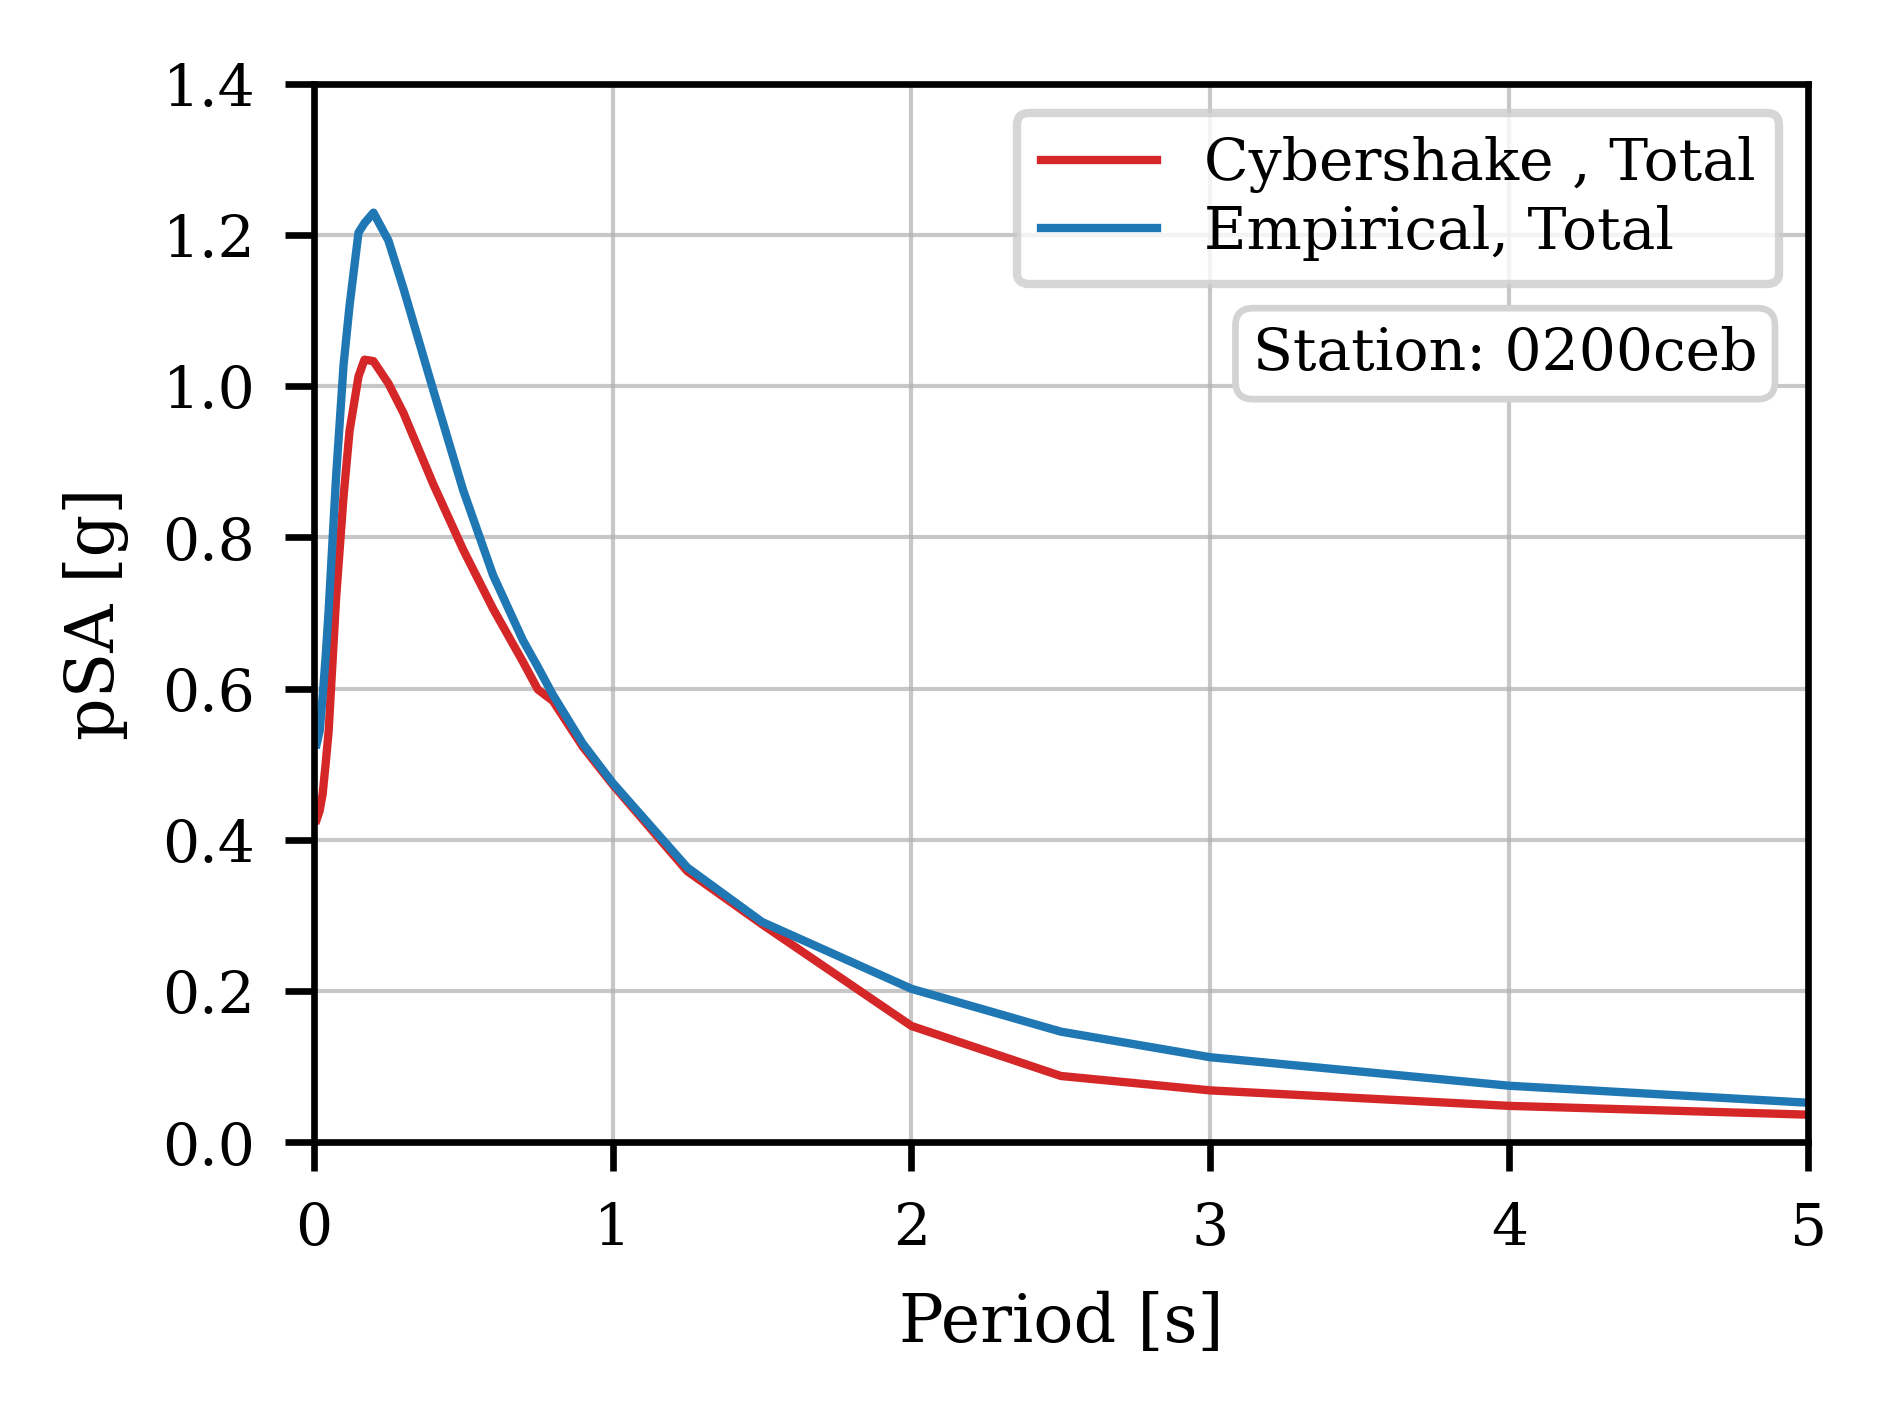 1.4
1.2
1.0
0.8
0.6
0.4
0.2
0.0
pSA [g]
Cybershake , Total
Empirical, Total
Station: 0200ceb
0 1 2 3 4 5
Period [s]